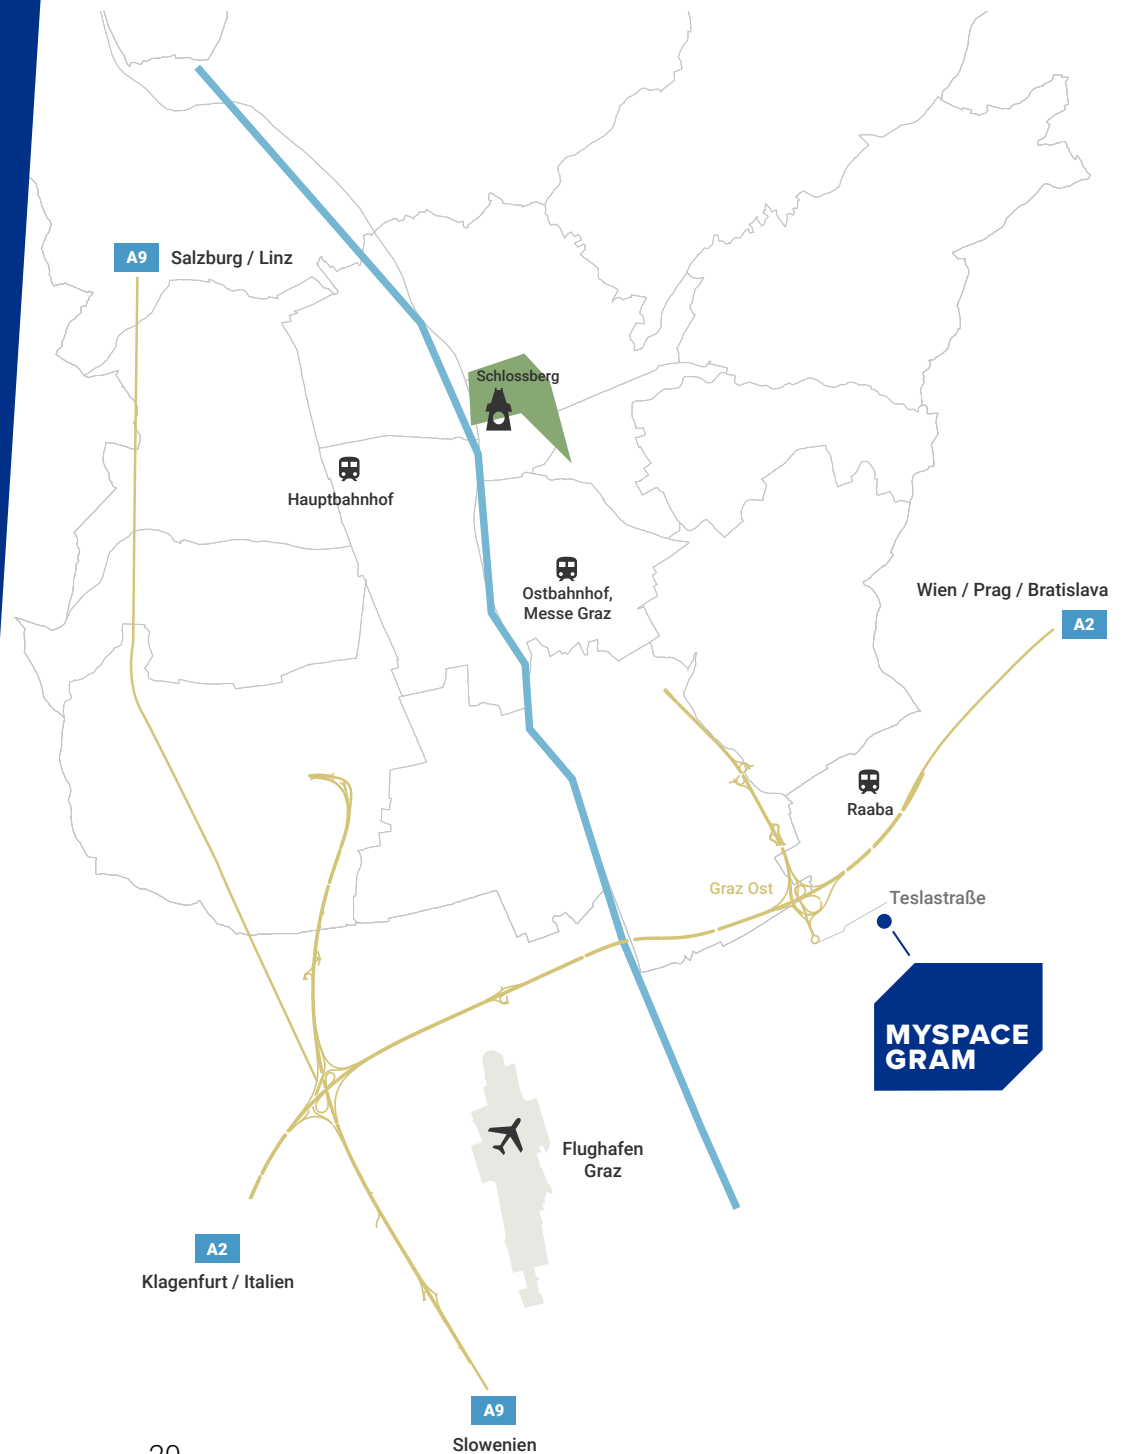 A9
Salzburg / Linz
Schlossberg
Hauptbahnhof
Ostbahnhof,
Messe Graz
Wien / Prag / Bratislava
A2
Raaba
Graz Ost
Teslastraße
MYSPACE
GRAM
Flughafen
Graz
A2
Klagenfurt / Italien
A9
Slowenien